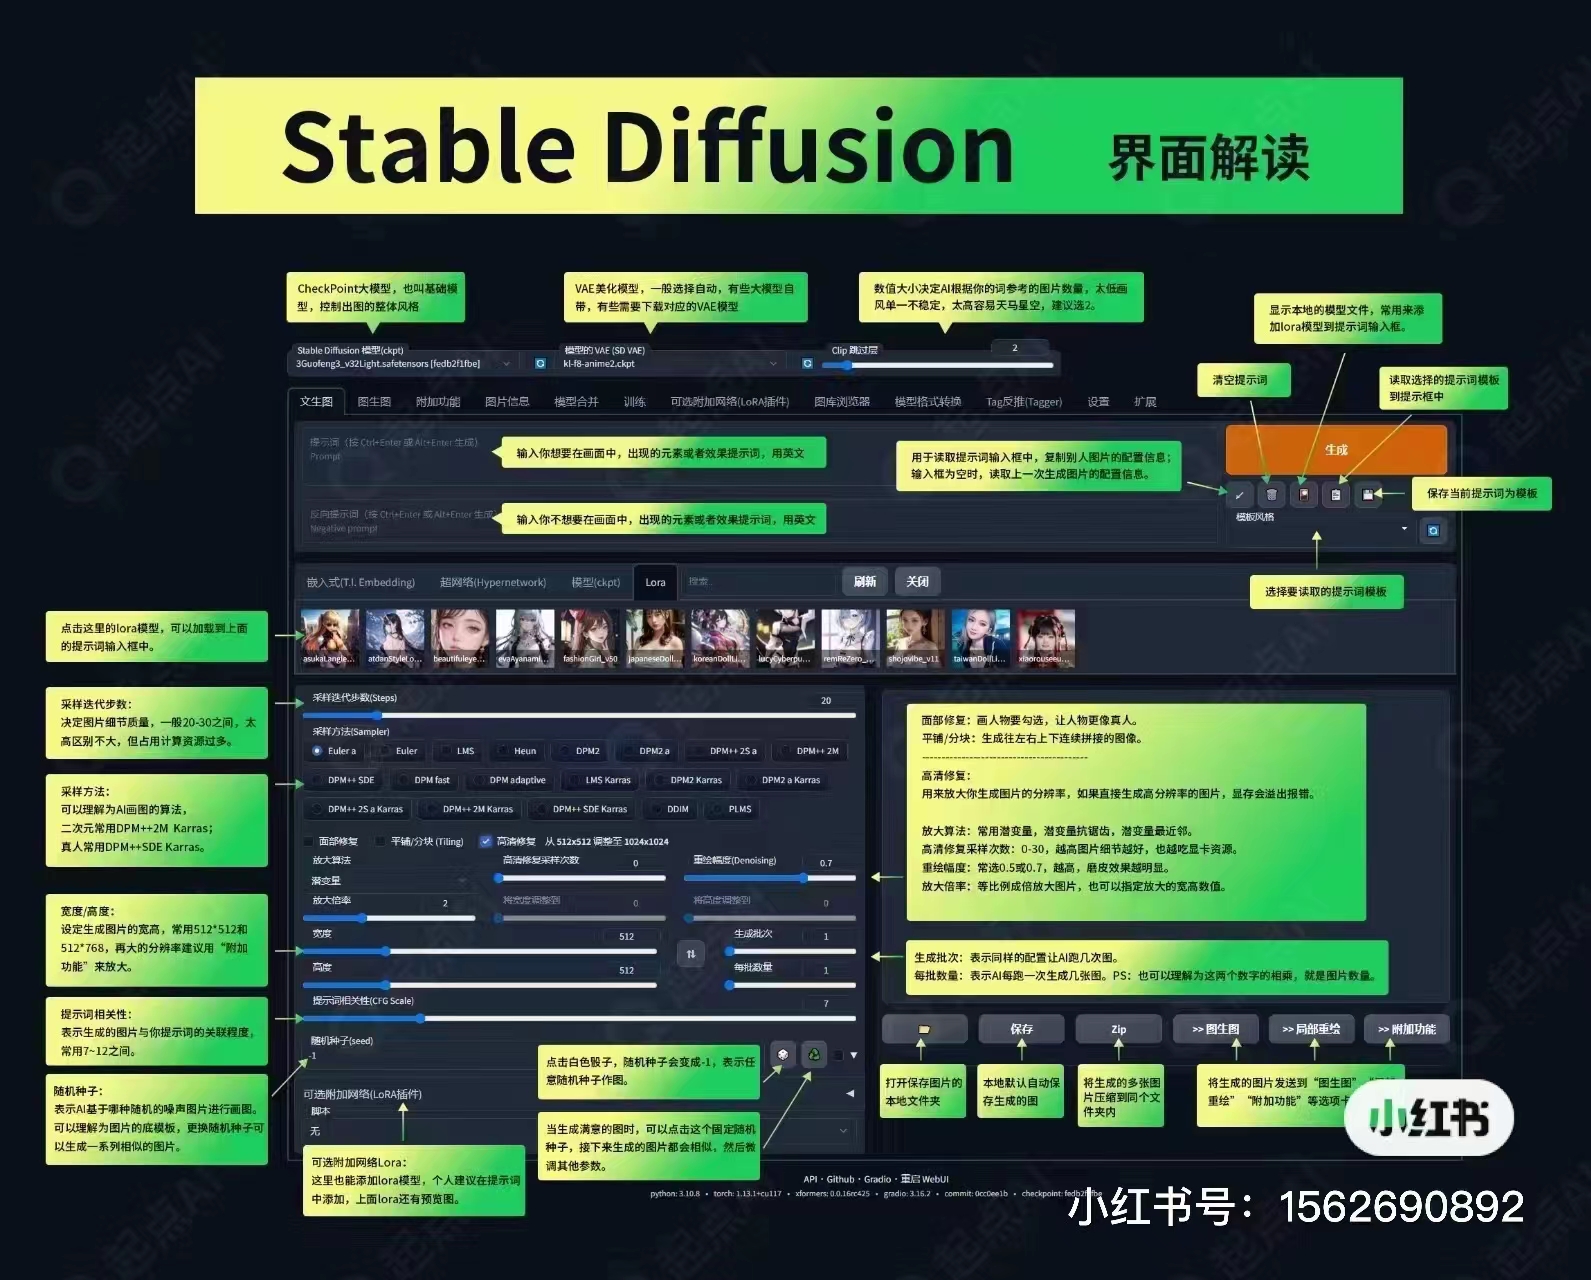 Stable Diffusion 界面解读
CheckPoint大模型，也叫基础模
型，控制出图的整体风格
VAE美化模型，一般选择自动，有些大模型自
带，有些需要下载对应的VAE模型
数值大小决定AI根据你的词参考的图片数量，太低画
风单一不稳定，太高容易天马星空，建议选2。
显示本地的模型文件，常用来添
加lora模型到提示词输入框。
Stable Diffusion 模型(ckpt)
3Guofeng3_v32Light.safetensors [fedb2f1fbe]
模型的 VAE (SD VAE)
kl-f8-anime2.ckpt
Clip 跳过层
2
清空提示词
读取选择的提示词模板
到提示框中
文生图 图生图 附加功能 图片信息 模型合并 训练 可选附加网络(LoRA插件) 图库浏览器 模型格式转换 Tag反推(Tagger) 设置 扩展
提示词（按 Ctrl+Enter 或 Alt+Enter 生成）
Prompt
输入你想要在画面中，出现的元素或者效果提示词，用英文
用于读取提示词输入框中，复制别人图片的配置信息；
输入框为空时，读取上一次生成图片的配置信息。
生成
保存当前提示词为模板
反向提示词（按 Ctrl+Enter 或 Alt+Enter 生成
Negative prompt
输入你不想要在画面中，出现的元素或者效果提示词，用英文
模板风格
选择要读取的提示词模板
嵌入式(T.I. Embedding) 超网络(Hypernetwork) 模型(ckpt) Lora 搜索... 刷新 关闭
点击这里的lora模型，可以加载到上面
的提示词输入框中。
asukaLangle... atdanStyleLo... beautifuleye... evaAyanami... fashionGirl_v50 japaneseDoll... koreanDollLi... lucyCyberpu... remReZero_... shojovibe_v11 taiwanDollLi... xiaorouseeu...
采样迭代步数：
决定图片细节质量，一般20-30之间，太
高区别不大，但占用计算资源过多。
采样迭代步数(Steps)
20
采样方法(Sampler)
Euler a Euler LMS Heun DPM2 DPM2 a DPM++ 2S a DPM++ 2M
DPM++ SDE DPM fast DPM adaptive LMS Karras DPM2 Karras DPM2 a Karras
DPM++ 2S a Karras DPM++ 2M Karras DPM++ SDE Karras DDIM PLMS
采样方法：
可以理解为AI画图的算法，
二次元常用DPM++2M Karras；
真人常用DPM++SDE Karras。
面部修复 平铺/分块 (Tiling) 高清修复 从 512x512 调整至 1024x1024
放大算法
潜变量
高清修复采样次数
0
重绘幅度(Denoising)
0.7
放大倍率
2
将宽度调整到
0
将高度调整到
0
面部修复：画人物要勾选，让人物更像真人。
平铺/分块：生成往左右上下连续拼接的图像。
------------------------------------------
高清修复：
用来放大你生成图片的分辨率，如果直接生成高分辨率的图片，显存会溢出报错。
放大算法：常用潜变量，潜变量抗锯齿，潜变量最近邻。
高清修复采样次数：0-30，越高图片细节越好，也越吃显卡资源。
重绘幅度：常选0.5或0.7，越高，磨皮效果越明显。
放大倍率：等比例成倍放大图片，也可以指定放大的宽高数值。
宽度/高度：
设定生成图片的宽高，常用512*512和
512*768，再大的分辨率建议用“附加
功能”来放大。
宽度
512
高度
512
生成批次
1
每批数量
1
生成批次：表示同样的配置让AI跑几次图。
每批数量：表示AI每跑一次生成几张图。PS：也可以理解为这两个数字的相乘，就是图片数量。
提示词相关性：
表示生成的图片与你提示词的关联程度，
常用7~12之间。
提示词相关性(CFG Scale)
7
随机种子(seed)
-1
随机种子：
表示AI基于哪种随机的噪声图片进行画图。
可以理解为图片的底模板，更换随机种子可
以生成一系列相似的图片。
点击白色骰子，随机种子会变成-1，表示任
意随机种子作图。
当生成满意的图时，可以点击这个固定随机
种子，接下来生成的图片都会相似，然后微
调其他参数。
可选附加网络(LoRA插件)
脚本
无
可选附加网络Lora：
这里也能添加lora模型，个人建议在提示词
中添加，上面lora还有预览图。
保存 Zip >> 图生图 >> 局部重绘 >> 附加功能
打开保存图片的
本地文件夹
本地默认自动保
存生成的图
将生成的多张图
片压缩到同个文
件夹内
将生成的图片发送到“图生图”
重绘”“附加功能”等选项卡
API · Github · Gradio · 重启 WebUI
python: 3.10.8 • torch: 1.13.1+cu117 • xformers: 0.0.16rc425 • gradio: 3.16.2 • commit: 0cc0ee1b • checkpoint:
小红书
小红书号：1562690892